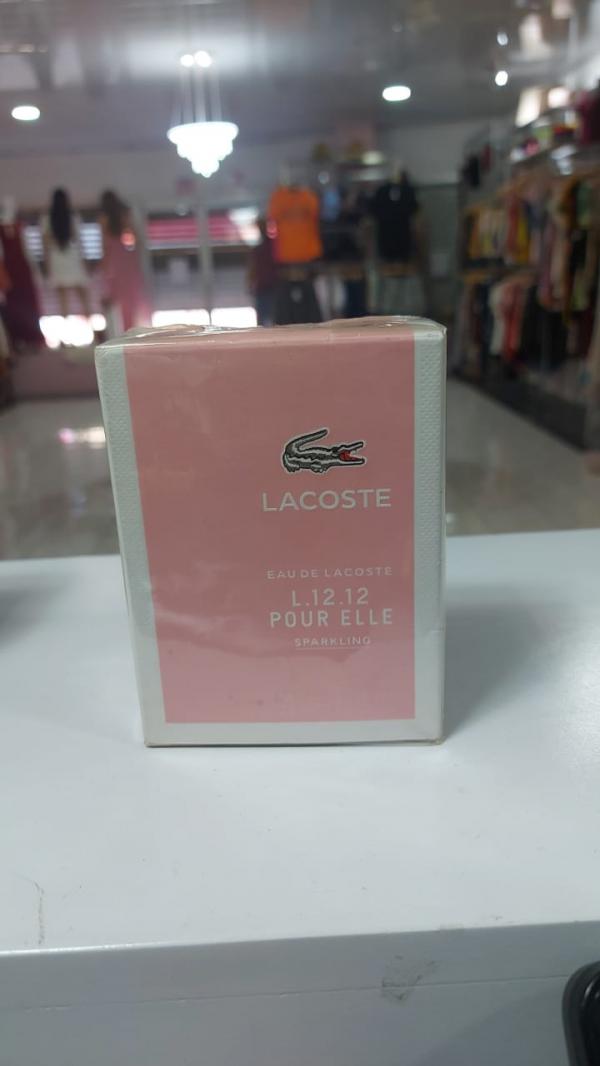 LACOSTE
EAU DE LACOSTE
L.12.12
POUR ELLE
SPARKLING